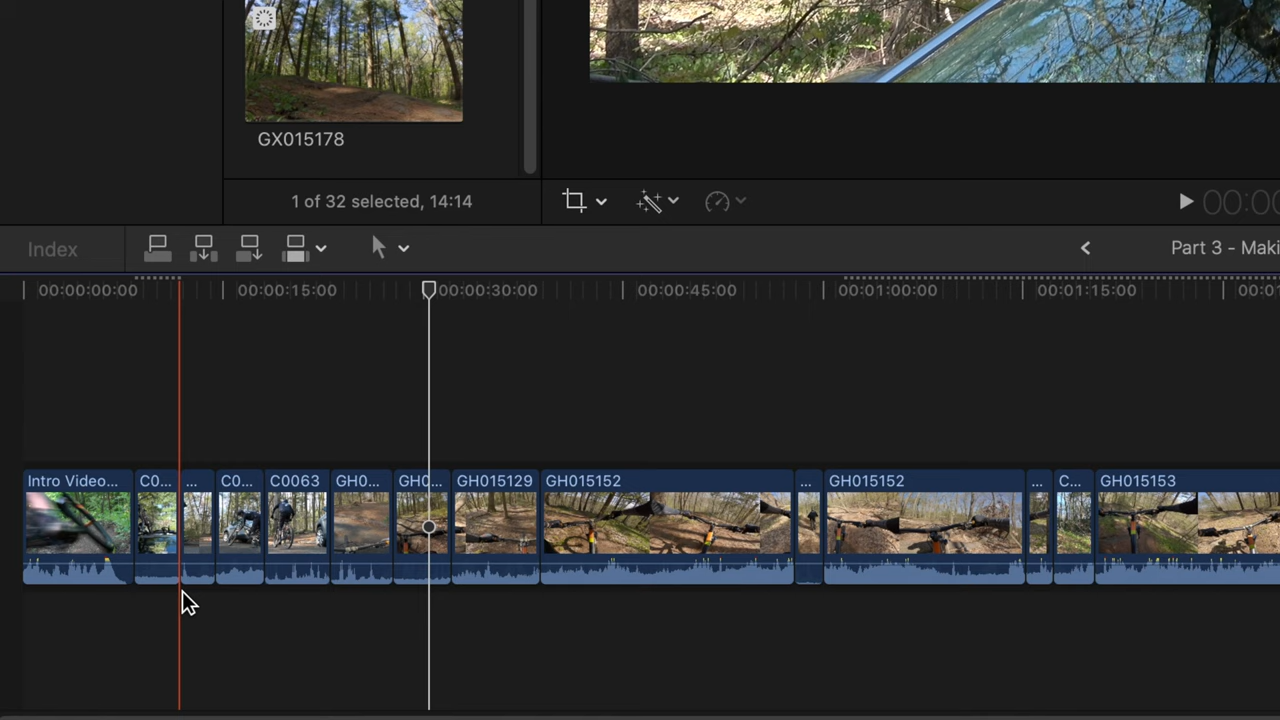 GX015178
1 of 32 selected, 14:14
00:00
Index
Part 3 - Maki
00:00:00:00
00:00:15:00
00:00:30:00
00:00:45:00
00:01:00:00
00:01:15:00
00:01
Intro Video...
C0...
...
C0...
C0063
GH0...
GH0...
GH015129
GH015152
...
GH015152
...
C...
GH015153